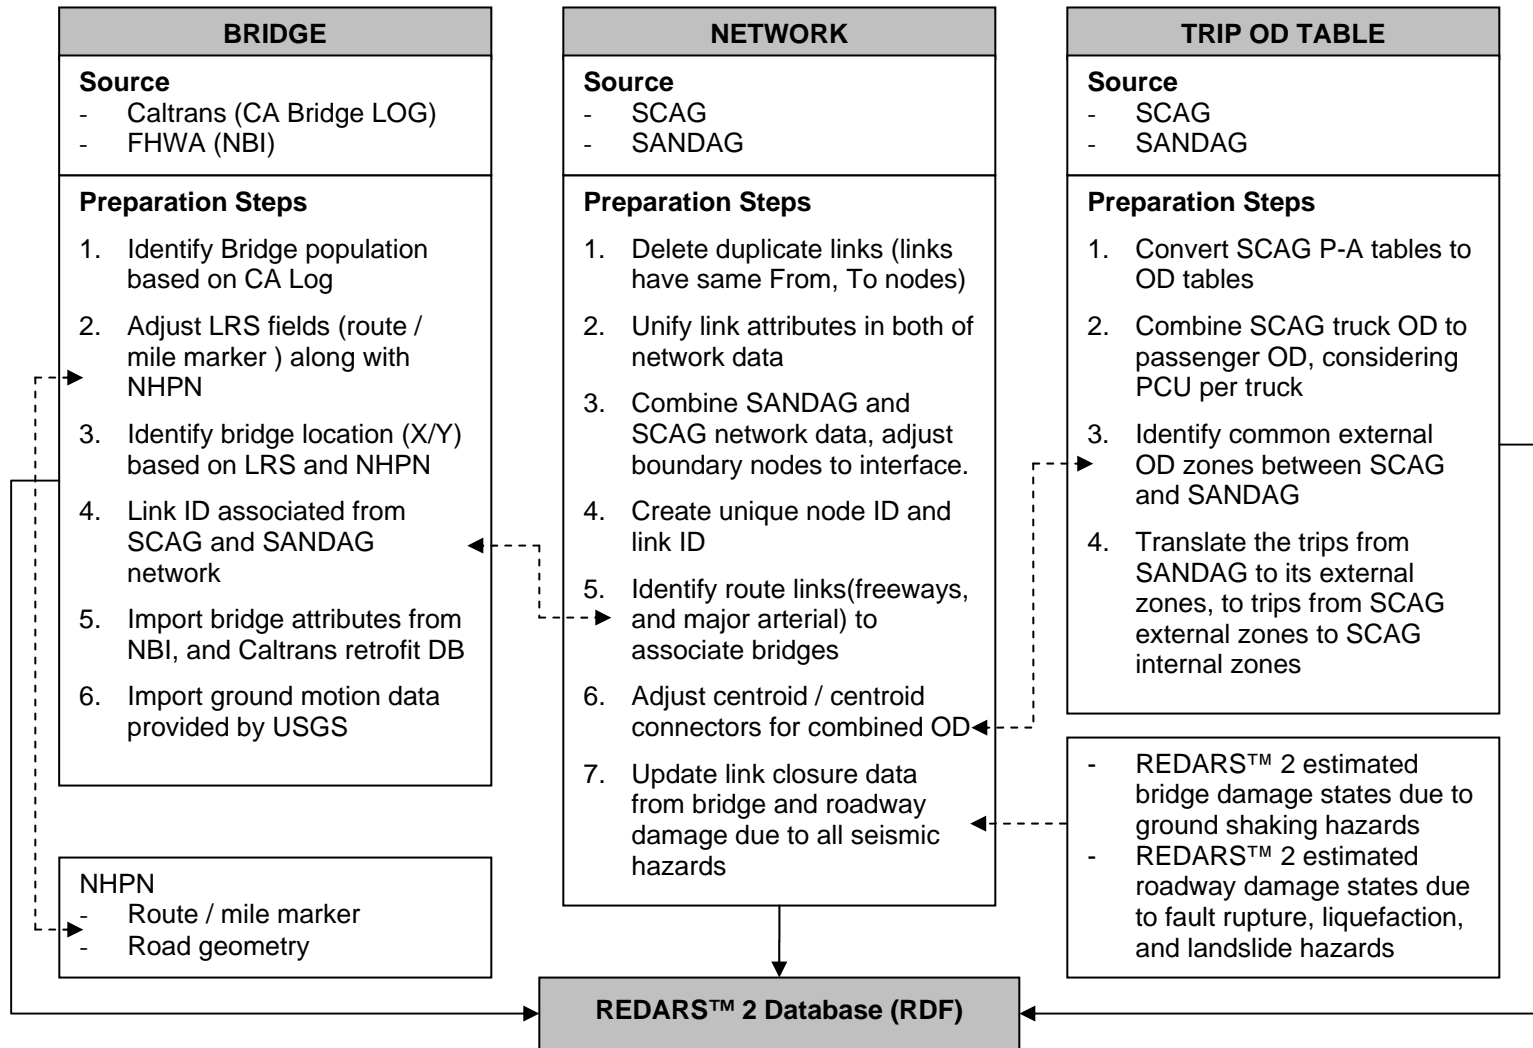 BRIDGE
Source
- Caltrans (CA Bridge LOG)
- FHWA (NBI)
Preparation Steps
1. Identify Bridge population
based on CA Log
2. Adjust LRS fields (route /
mile marker ) along with
NHPN
3. Identify bridge location (X/Y)
based on LRS and NHPN
4. Link ID associated from
SCAG and SANDAG
network
5. Import bridge attributes from
NBI, and Caltrans retrofit DB
6. Import ground motion data
provided by USGS
NHPN
- Route / mile marker
- Road geometry
NETWORK
Source
- SCAG
- SANDAG
Preparation Steps
1. Delete duplicate links (links
have same From, To nodes)
2. Unify link attributes in both of
network data
3. Combine SANDAG and
SCAG network data, adjust
boundary nodes to interface.
4. Create unique node ID and
link ID
5. Identify route links(freeways,
and major arterial) to
associate bridges
6. Adjust centroid / centroid
connectors for combined OD
7. Update link closure data
from bridge and roadway
damage due to all seismic
hazards
TRIP OD TABLE
Source
- SCAG
- SANDAG
Preparation Steps
1. Convert SCAG P-A tables to
OD tables
2. Combine SCAG truck OD to
passenger OD, considering
PCU per truck
3. Identify common external
OD zones between SCAG
and SANDAG
4. Translate the trips from
SANDAG to its external
zones, to trips from SCAG
external zones to SCAG
internal zones
- REDARS™ 2 estimated
bridge damage states due to
ground shaking hazards
- REDARS™ 2 estimated
roadway damage states due
to fault rupture, liquefaction,
and landslide hazards
REDARS™ 2 Database (RDF)